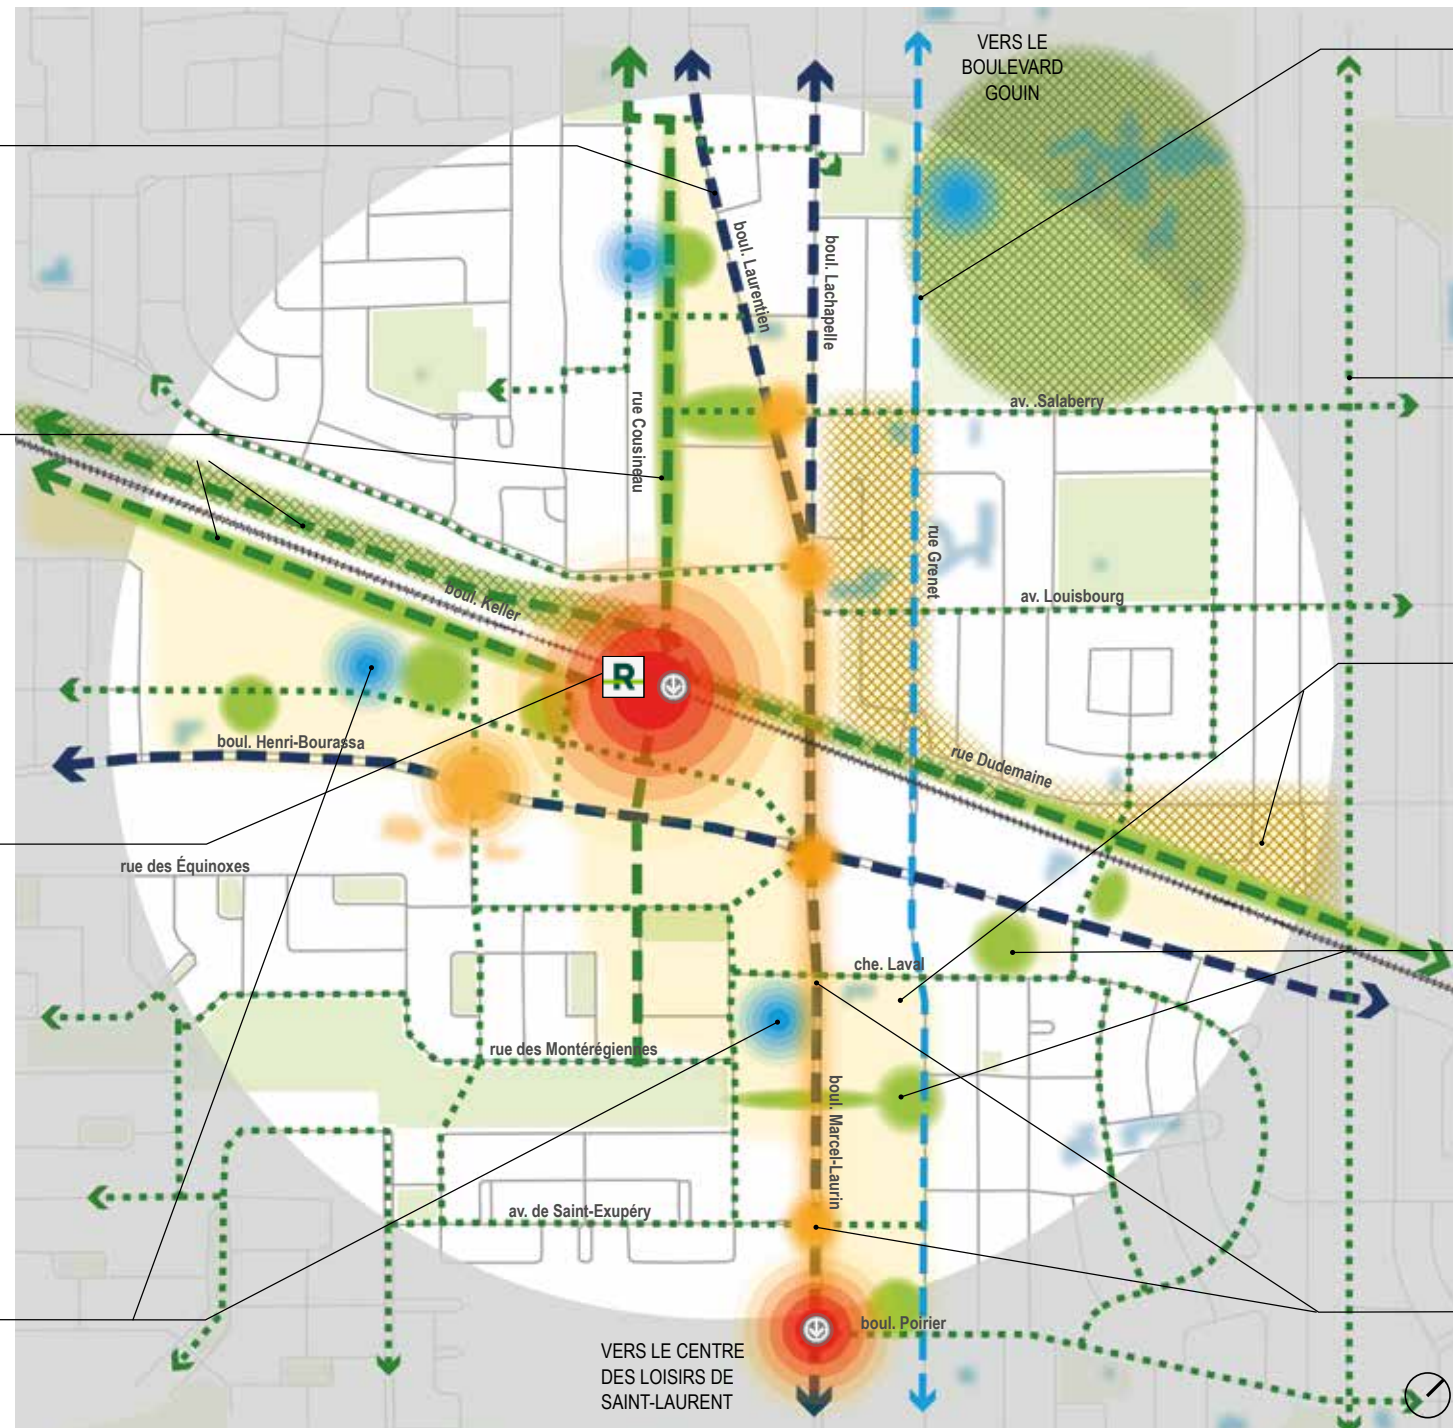 VERS LE
BOULEVARD
GOUIN
boul. Laurentien
boul. Lachapelle
rue Cousineau
av. .Salaberry
rue Grenet
boul. Keller
av. Louisbourg
R
boul. Henri-Bourassa
rue Dudemaine
rue des Équinoxes
che. Laval
rue des Montérégiennes
boul. Marcel-Laurin
av. de Saint-Exupéry
boul. Poirier
VERS LE CENTRE
DES LOISIRS DE
SAINT-LAURENT